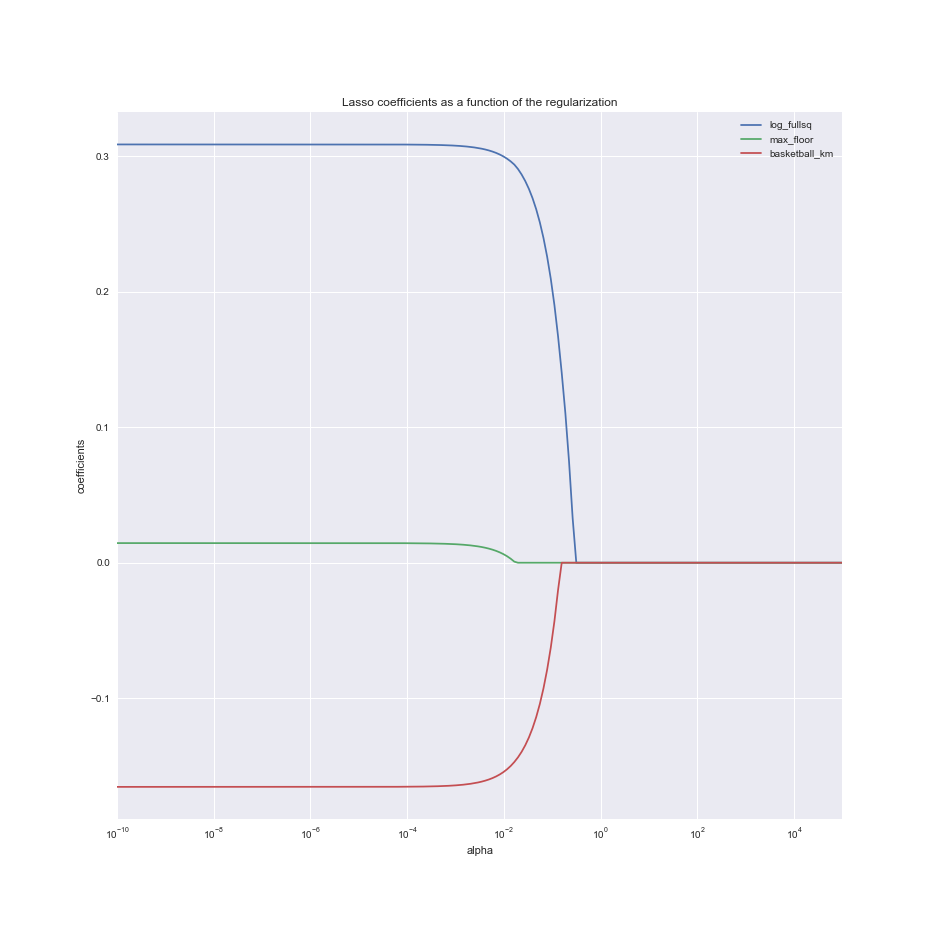 Lasso coefficients as a function of the regularization
log_fullsq
max_floor
basketball_km
0.3
0.2
0.1
0.0
−0.1
coefficients
10⁻¹⁰ 10⁻⁸ 10⁻⁶ 10⁻⁴ 10⁻² 10⁰ 10² 10⁴
alpha